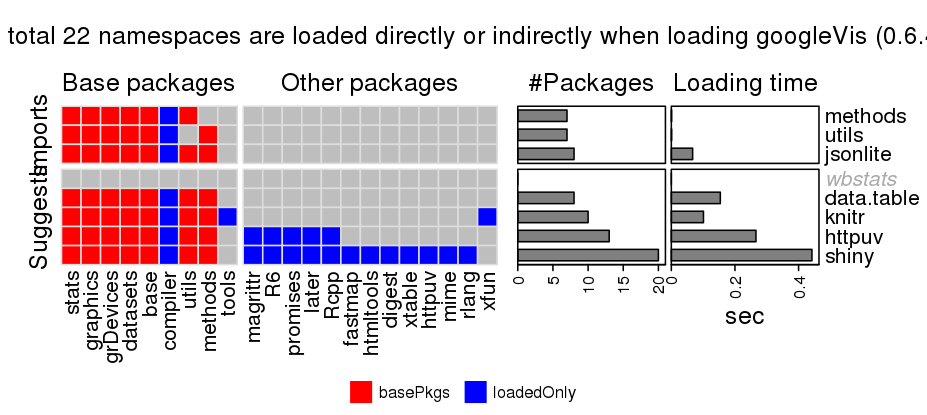 total 22 namespaces are loaded directly or indirectly when loading googleVis (0.6.4
Base packages
Other packages
#Packages
Loading time
Imports
Suggests
methods
utils
jsonlite
wbstats
data.table
knitr
httpuv
shiny
stats
graphics
grDevices
datasets
base
compiler
utils
methods
tools
magrittr
R6
promises
later
Rcpp
fastmap
htmltools
digest
xtable
httpuv
mime
rlang
xfun
0
5
10
15
20
0
0.2
0.4
sec
basePkgs
loadedOnly